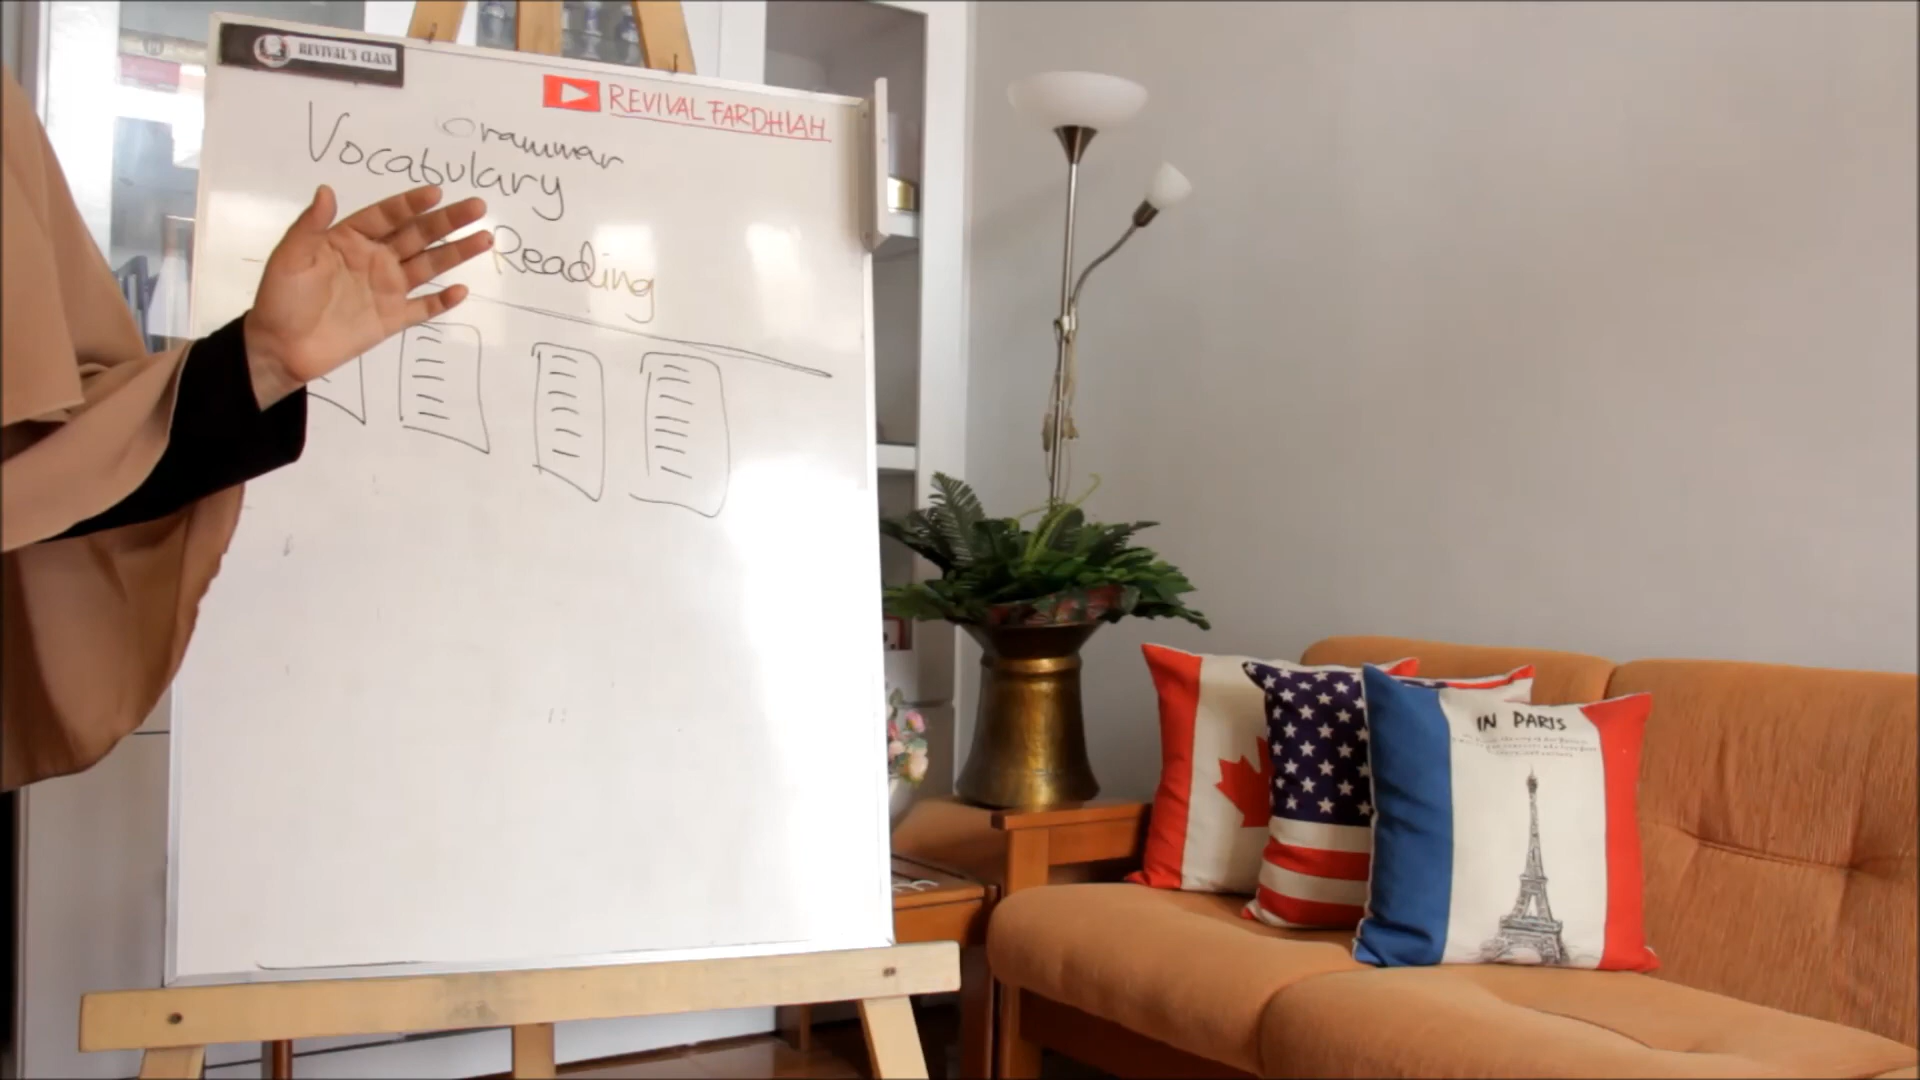 REVIVAL'S CLASS
REVIVAL FARDHIAH
Grammar
Vocabulary
Reading
IN PARIS